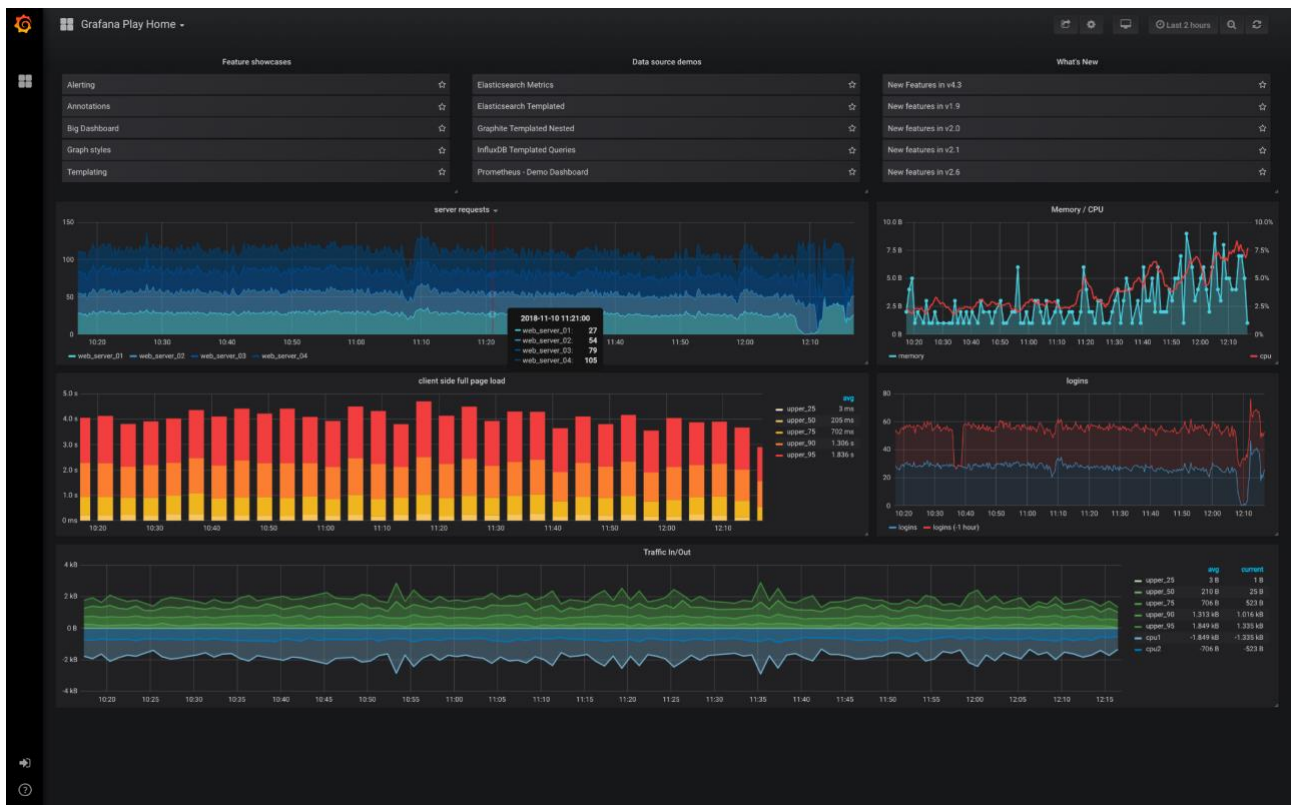 Grafana Play Home
Last 2 hours
Feature showcases
Alerting
Annotations
Big Dashboard
Graph styles
Templating
Data source demos
Elasticsearch Metrics
Elasticsearch Templated
Graphite Templated Nested
InfluxDB Templated Queries
Prometheus - Demo Dashboard
What's New
New Features in v4.3
New features in v1.9
New features in v2.0
New features in v2.1
New features in v2.6
server requests
150
100
50
0
10:20 10:30 10:40 10:50 11:00 11:10 11:20 11:40 11:50 12:00 12:10
web_server_01 web_server_02 web_server_03 web_server_04
2018-11-10 11:21:00
web_server_01: 27
web_server_02: 54
web_server_03: 79
web_server_04: 105
Memory / CPU
10.0 B 10.0%
7.5 B 7.5%
5.0 B 5.0%
2.5 B 2.5%
0 B 0%
10:20 10:30 10:40 10:50 11:00 11:10 11:20 11:30 11:40 11:50 12:00 12:10
memory cpu
client side full page load
5.0 s
4.0 s
3.0 s
2.0 s
1.0 s
0 ms
10:20 10:30 10:40 10:50 11:00 11:10 11:20 11:30 11:40 11:50 12:00 12:10
avg
upper_25 3 ms
upper_50 205 ms
upper_75 702 ms
upper_90 1.306 s
upper_95 1.836 s
logins
80
60
40
20
0
10:20 10:30 10:40 10:50 11:00 11:10 11:20 11:30 11:40 11:50 12:00 12:10
logins logins (-1 hour)
Traffic In/Out
4 kB
2 kB
0 B
-2 kB
-4 kB
10:20 10:25 10:30 10:35 10:40 10:45 10:50 10:55 11:00 11:05 11:10 11:15 11:20 11:25 11:30 11:35 11:40 11:45 11:50 11:55 12:00 12:05 12:10 12:15
avg current
upper_25 3 B 1 B
upper_50 210 B 25 B
upper_75 706 B 523 B
upper_90 1.313 kB 1.016 kB
upper_95 1.849 kB 1.335 kB
cpu1 -1.849 kB -1.335 kB
cpu2 -706 B -523 B